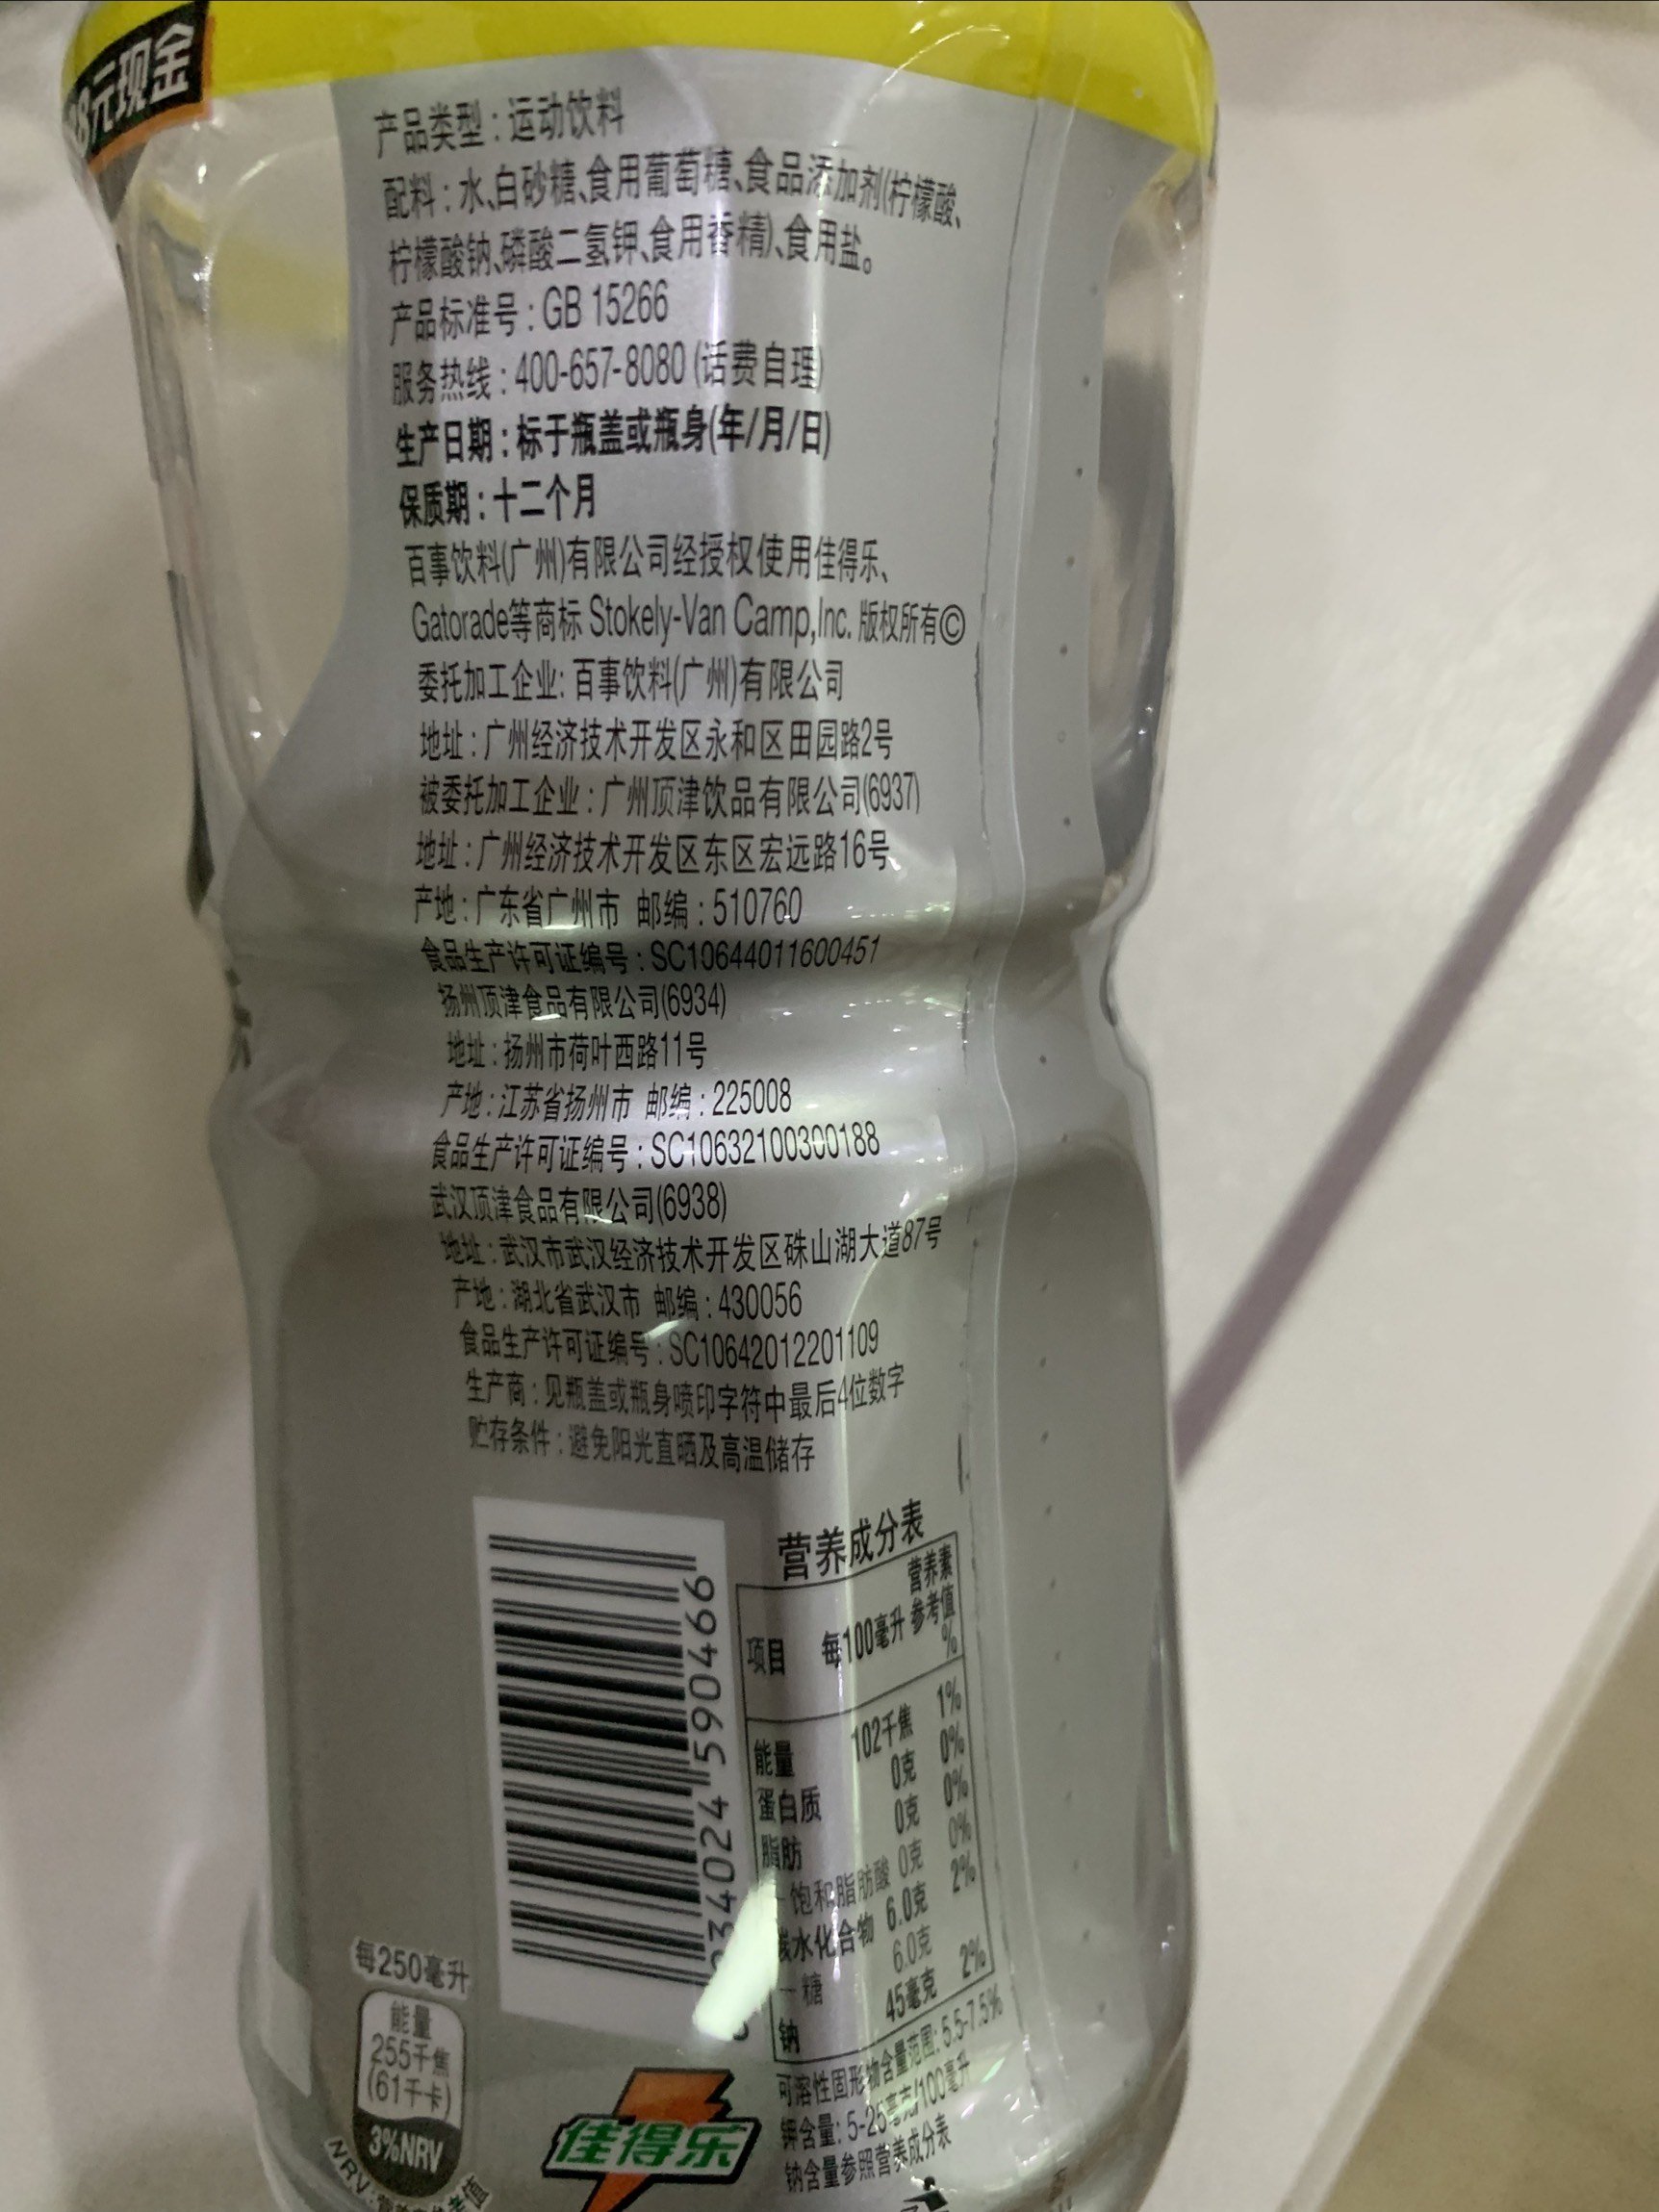 8元现金
产品类型：运动饮料
配料：水、白砂糖、食用葡萄糖、食品添加剂(柠檬酸、
柠檬酸钠、磷酸二氢钾、食用香精)、食用盐。
产品标准号：GB 15266
服务热线：400-657-8080 (话费自理)
生产日期：标于瓶盖或瓶身(年/月/日)
保质期：十二个月
百事饮料(广州)有限公司经授权使用佳得乐、
Gatorade等商标 Stokely-Van Camp,Inc. 版权所有©
委托加工企业: 百事饮料(广州)有限公司
地址：广州经济技术开发区永和区田园路2号
被委托加工企业：广州顶津饮品有限公司(6937)
地址：广州经济技术开发区东区宏远路16号
产地：广东省广州市 邮编：510760
食品生产许可证编号：SC10644011600451
扬州顶津食品有限公司(6934)
地址：扬州市荷叶西路11号
产地：江苏省扬州市 邮编：225008
食品生产许可证编号：SC10632100300188
武汉顶津食品有限公司(6938)
地址：武汉市武汉经济技术开发区硃山湖大道87号
产地：湖北省武汉市 邮编：430056
食品生产许可证编号：SC10642012201109
生产商：见瓶盖或瓶身喷印字符中最后4位数字
贮存条件：避免阳光直晒及高温储存
34024 590466
营养成分表
项目 每100毫升 营养素参考值%
能量 102千焦 1%
蛋白质 0克 0%
脂肪 0克 0%
－饱和脂肪酸 0克 0%
碳水化合物 6.0克 2%
－糖 6.0克
钠 45毫克 2%
可溶性固形物含量范围: 5.5-7.5%
钾含量: 5-25毫克/100毫升
钠含量参照营养成分表
每250毫升
能量
255千焦
(61千卡)
3%NRV
佳得乐